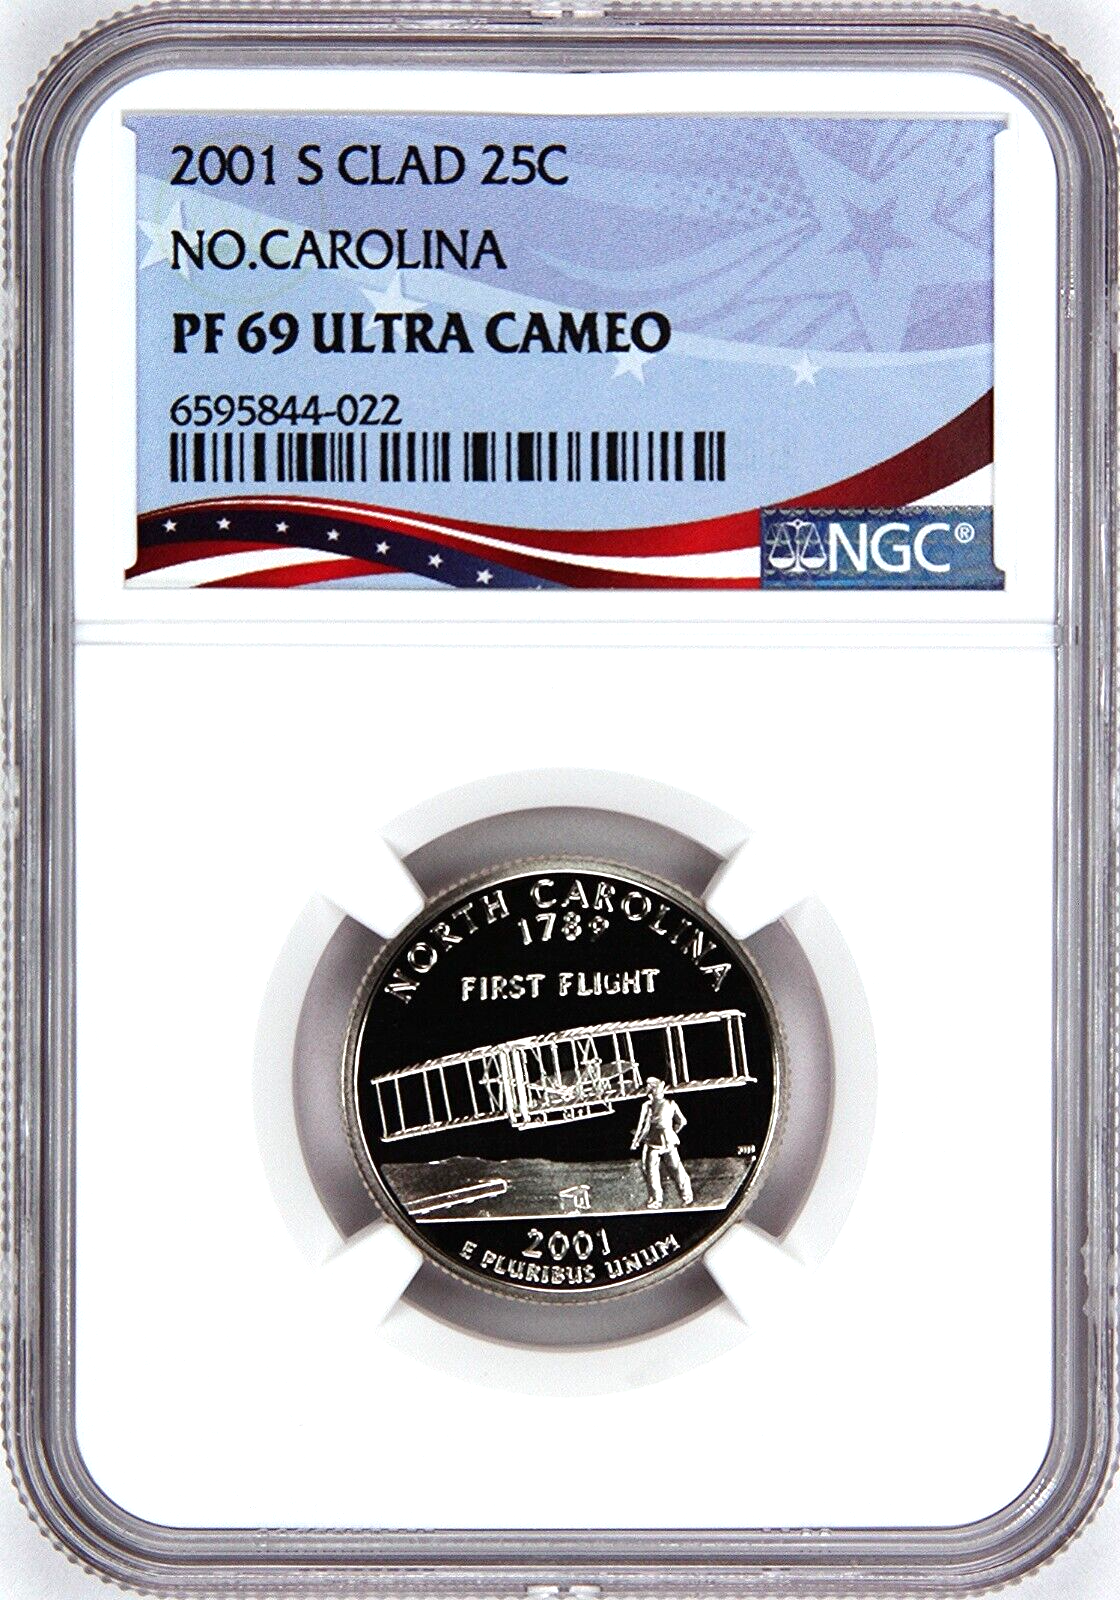 2001 S CLAD 25C
NO.CAROLINA
PF 69 ULTRA CAMEO
6595844-022
NGC®
NORTH CAROLINA
1789
FIRST FLIGHT
2001
E PLURIBUS UNUM